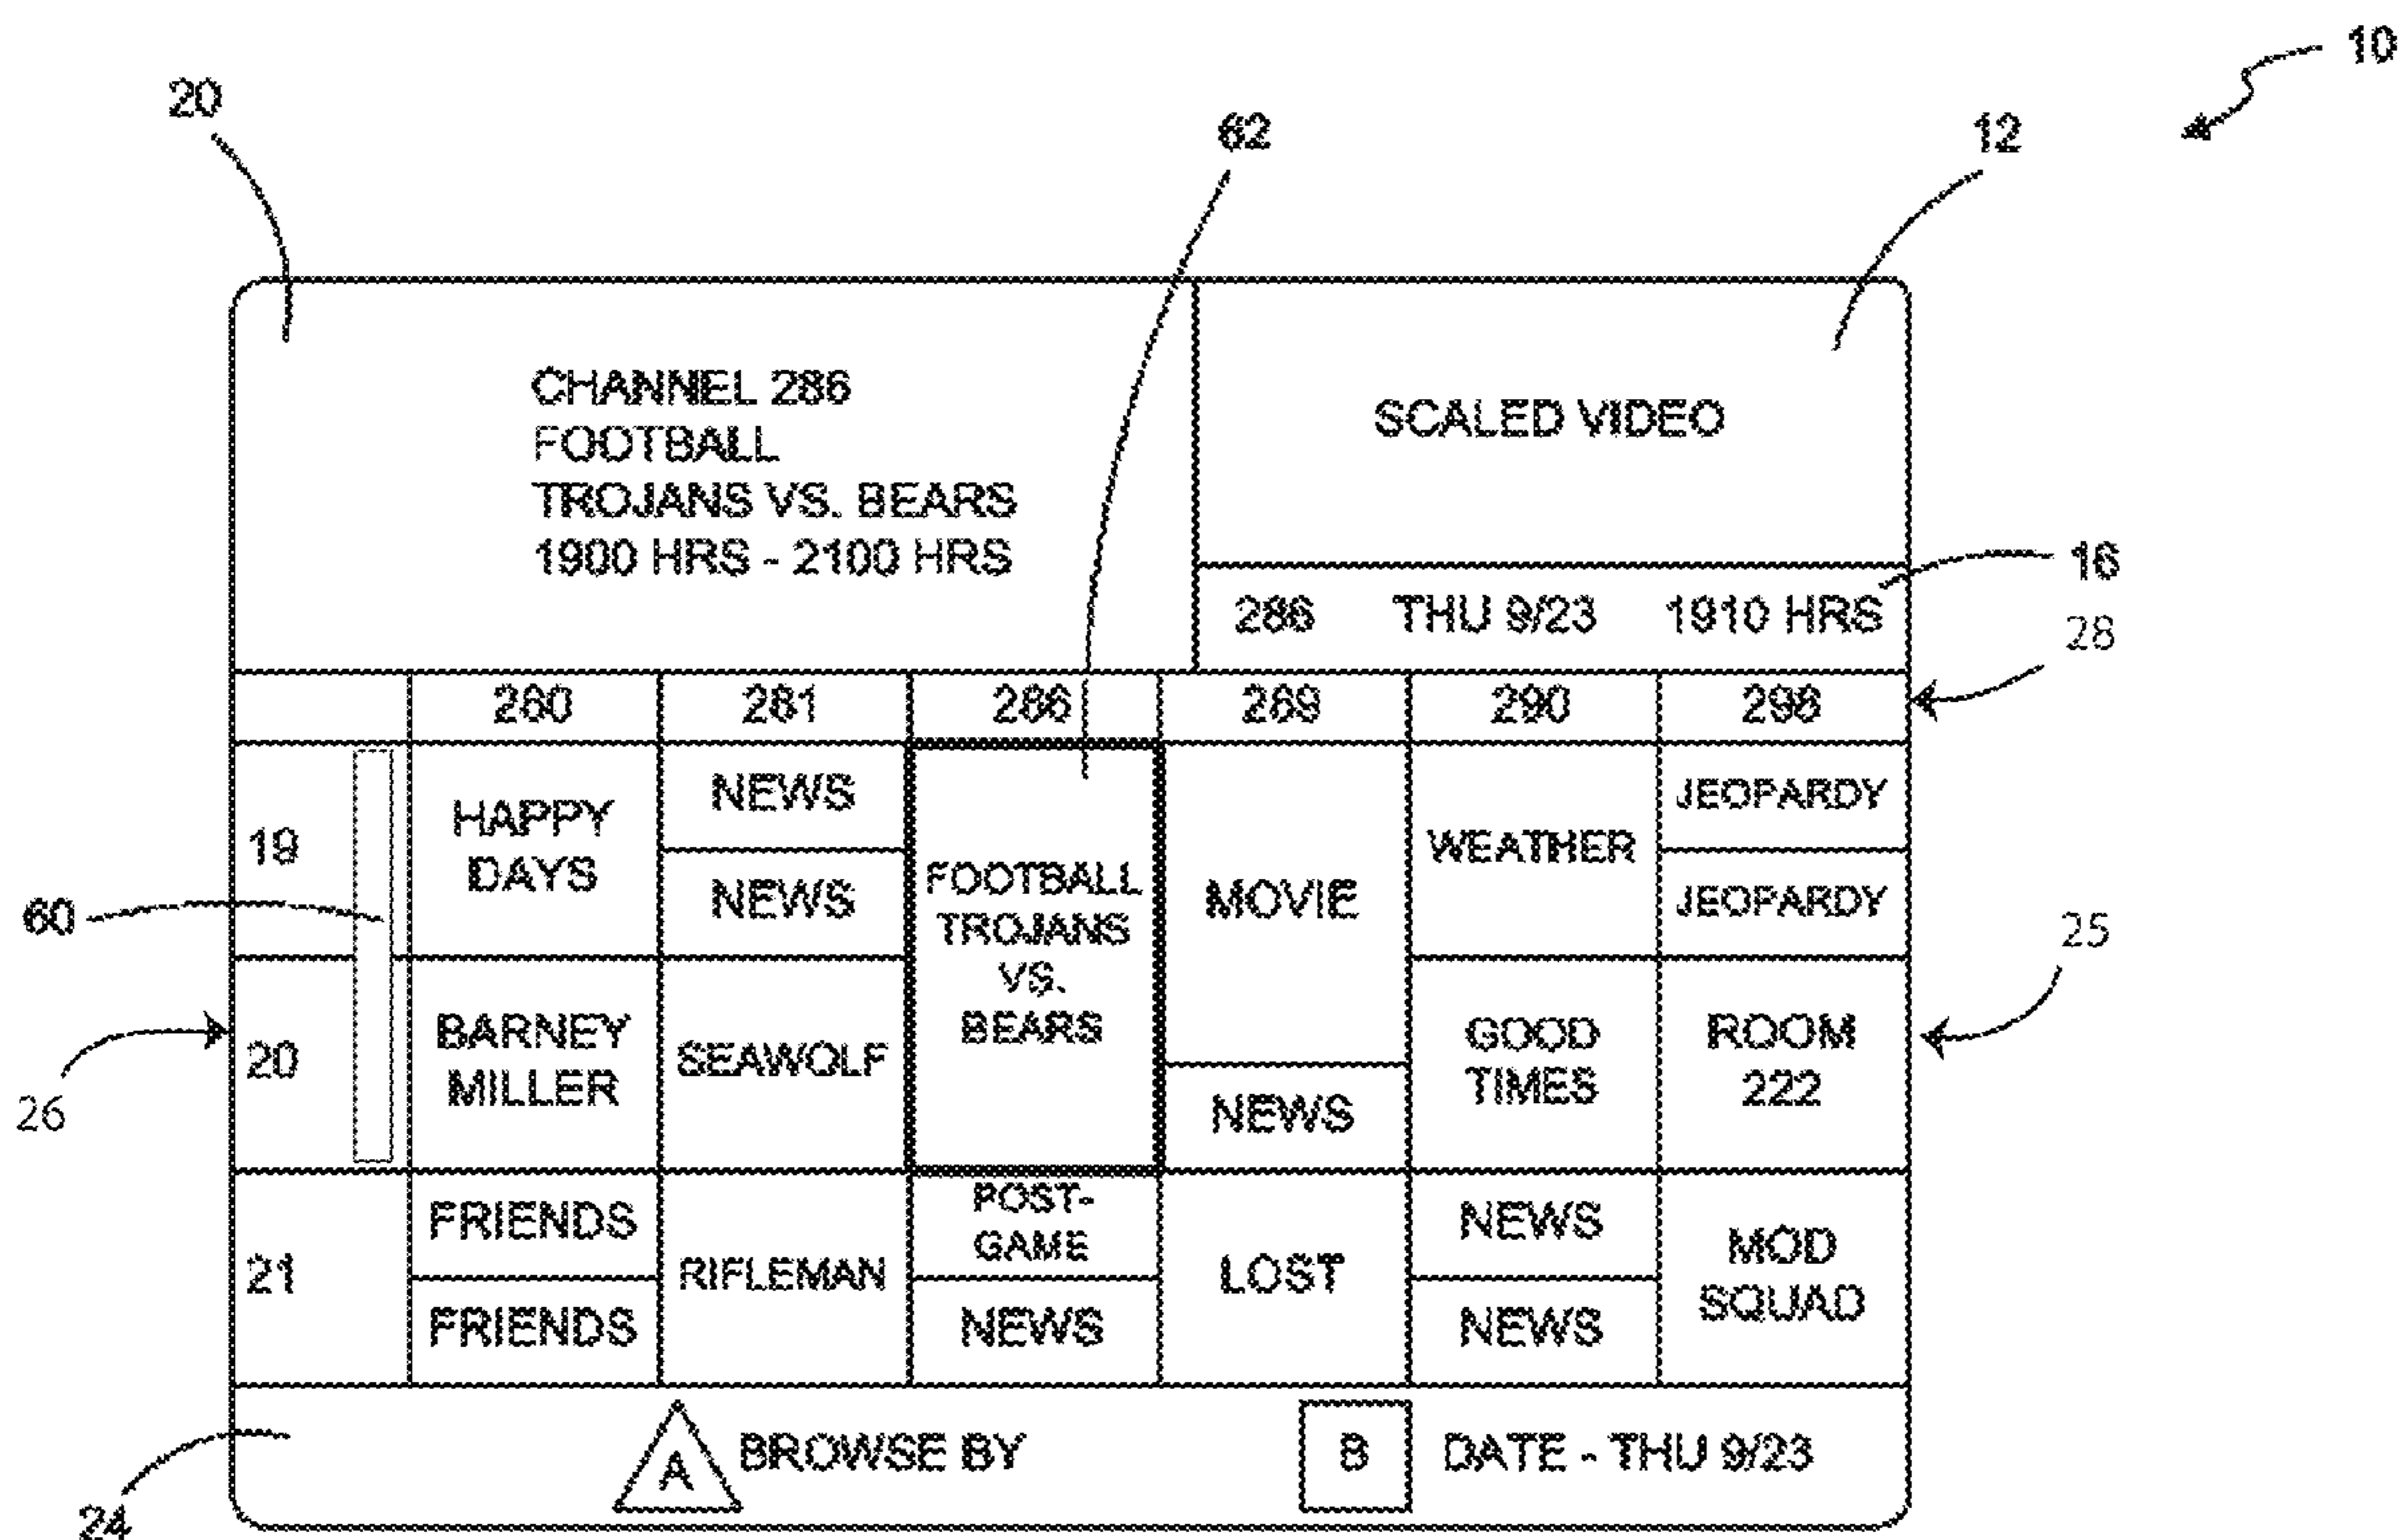 10
20
62
12
CHANNEL 286
FOOTBALL
TROJANS VS. BEARS
1900 HRS - 2100 HRS
SCALED VIDEO
16
286 THU 9/23 1910 HRS
28
260 281 286 289 290 298
19
HAPPY
DAYS
NEWS
NEWS
FOOTBALL
TROJANS
VS.
BEARS
MOVIE
WEATHER
JEOPARDY
JEOPARDY
60
25
20
BARNEY
MILLER
SEAWOLF
NEWS
GOOD
TIMES
ROOM
222
26
21
FRIENDS
FRIENDS
RIFLEMAN
POST-
GAME
NEWS
LOST
NEWS
NEWS
MOD
SQUAD
A BROWSE BY
B DATE - THU 9/23
24